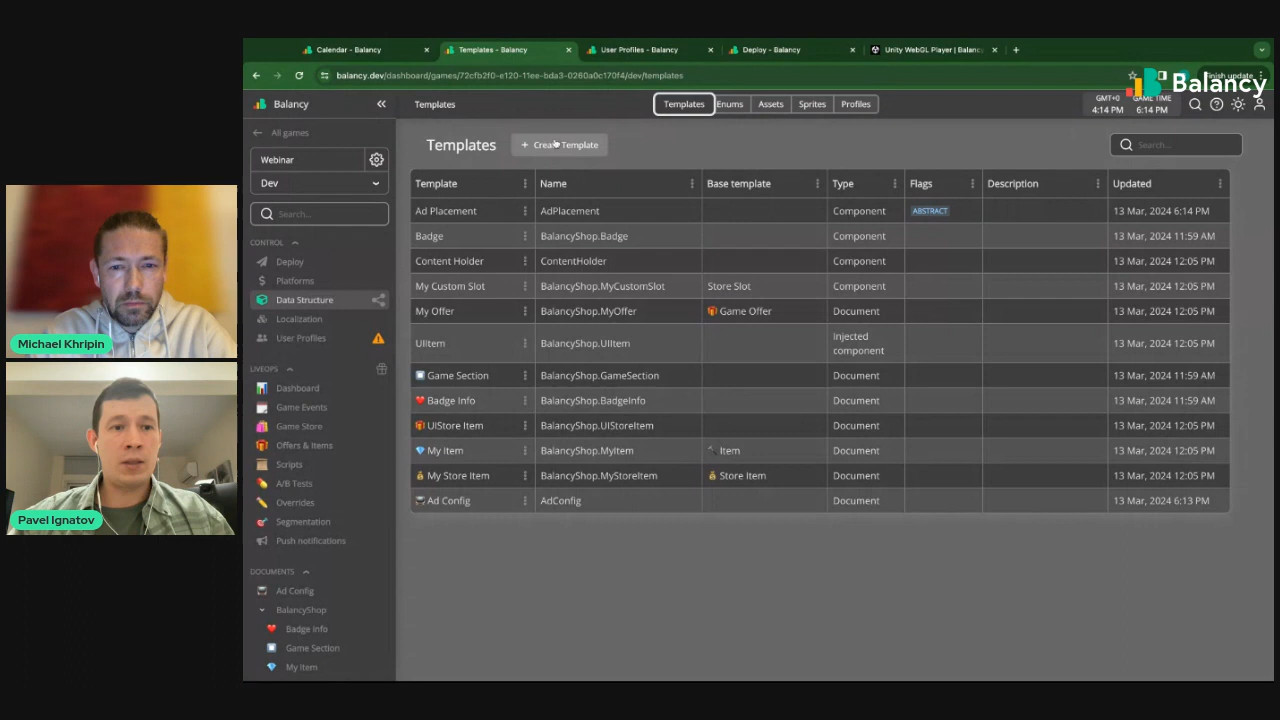 Calendar - Balancy
Templates - Balancy
User Profiles - Balancy
Deploy - Balancy
Unity WebGL Player | Balanc
balancy.dev/dashboard/games/72cfb2f0-e120-11ee-bda3-0260a0c170f4/dev/templates
Finish update
Balancy
Balancy
Templates
Templates
Enums
Assets
Sprites
Profiles
GMT+0
4:14 PM
GAME TIME
6:14 PM
All games
Webinar
Dev
Search...
CONTROL
Deploy
Platforms
Data Structure
Localization
User Profiles
LIVEOPS
Dashboard
Game Events
Game Store
Offers & Items
Scripts
A/B Tests
Overrides
Segmentation
Push notifications
DOCUMENTS
Ad Config
BalancyShop
Badge Info
Game Section
My Item
Templates
+ Create Template
Search...
Template Name Base template Type Flags Description Updated
Ad Placement AdPlacement Component ABSTRACT 13 Mar, 2024 6:14 PM
Badge BalancyShop.Badge Component 13 Mar, 2024 11:59 AM
Content Holder ContentHolder Component 13 Mar, 2024 12:05 PM
My Custom Slot BalancyShop.MyCustomSlot Store Slot Component 13 Mar, 2024 12:05 PM
My Offer BalancyShop.MyOffer Game Offer Document 13 Mar, 2024 12:05 PM
UIItem BalancyShop.UIItem Injected component 13 Mar, 2024 12:05 PM
Game Section BalancyShop.GameSection Document 13 Mar, 2024 11:59 AM
Badge Info BalancyShop.BadgeInfo Document 13 Mar, 2024 11:59 AM
UIStore Item BalancyShop.UIStoreItem Document 13 Mar, 2024 12:05 PM
My Item BalancyShop.MyItem Item Document 13 Mar, 2024 12:05 PM
My Store Item BalancyShop.MyStoreItem Store Item Document 13 Mar, 2024 12:05 PM
Ad Config AdConfig Document 13 Mar, 2024 6:13 PM
Michael Khripin
Pavel Ignatov